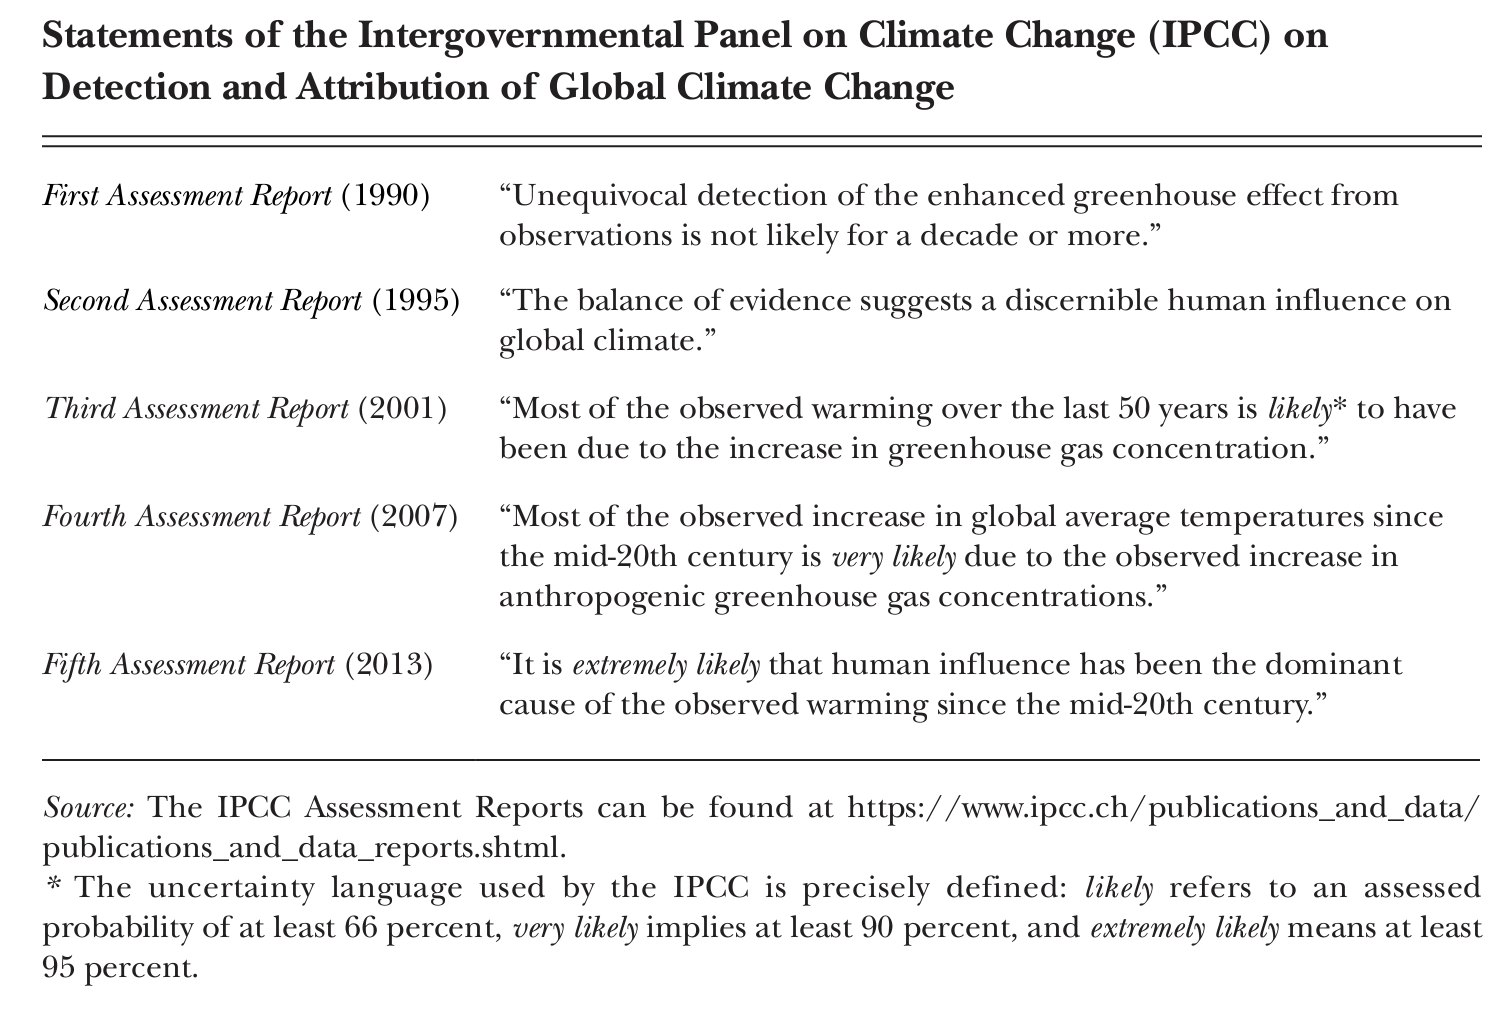 Statements of the Intergovernmental Panel on Climate Change (IPCC) on
Detection and Attribution of Global Climate Change
First Assessment Report (1990)
“Unequivocal detection of the enhanced greenhouse effect from
observations is not likely for a decade or more.”
Second Assessment Report (1995)
“The balance of evidence suggests a discernible human influence on
global climate.”
Third Assessment Report (2001)
“Most of the observed warming over the last 50 years is likely* to have
been due to the increase in greenhouse gas concentration.”
Fourth Assessment Report (2007)
“Most of the observed increase in global average temperatures since
the mid-20th century is very likely due to the observed increase in
anthropogenic greenhouse gas concentrations.”
Fifth Assessment Report (2013)
“It is extremely likely that human influence has been the dominant
cause of the observed warming since the mid-20th century.”
Source: The IPCC Assessment Reports can be found at https://www.ipcc.ch/publications_and_data/
publications_and_data_reports.shtml.
* The uncertainty language used by the IPCC is precisely defined: likely refers to an assessed
probability of at least 66 percent, very likely implies at least 90 percent, and extremely likely means at least
95 percent.